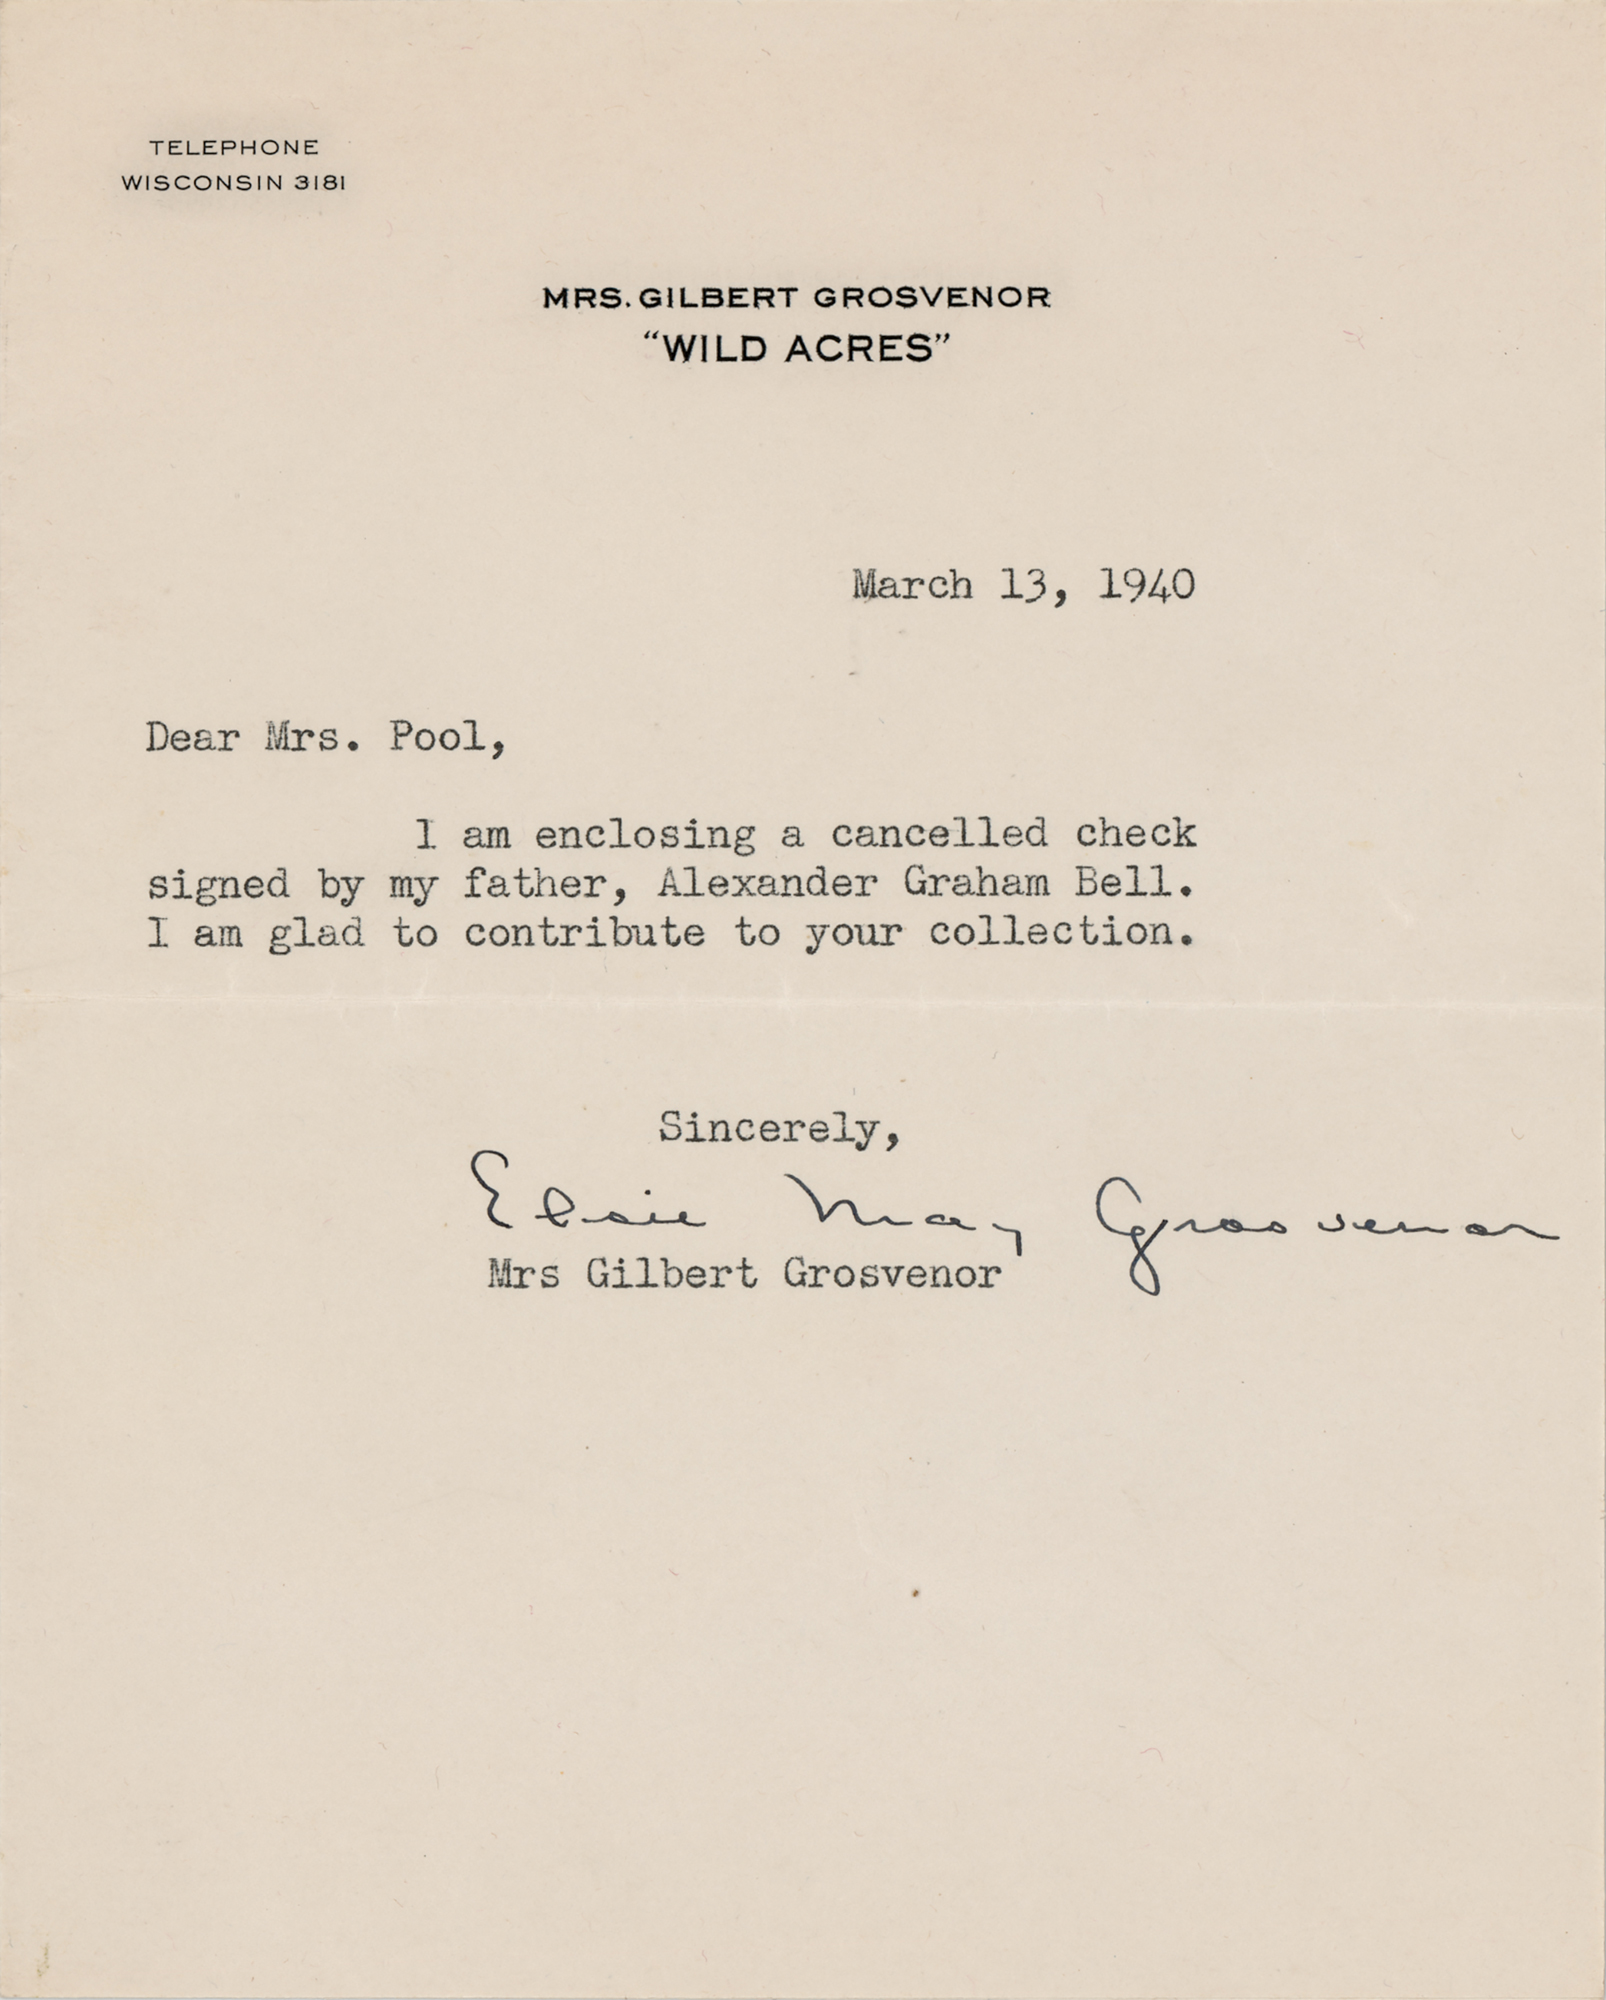 TELEPHONE
WISCONSIN 3181
MRS. GILBERT GROSVENOR
“WILD ACRES”
March 13, 1940
Dear Mrs. Pool,
I am enclosing a cancelled check
signed by my father, Alexander Graham Bell.
I am glad to contribute to your collection.
Sincerely,
Elsie May Grosvenor
Mrs Gilbert Grosvenor